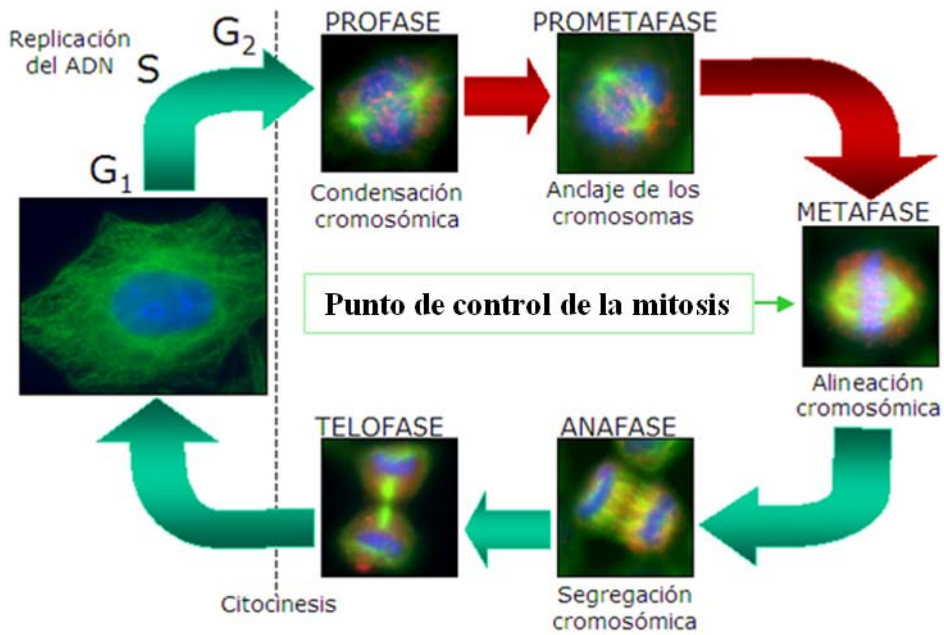 Replicación
del ADN
S
G2
G1
PROFASE
Condensación
cromosómica
PROMETAFASE
Anclaje de los
cromosomas
METAFASE
Punto de control de la mitosis
Alineación
cromosómica
TELOFASE
ANAFASE
Segregación
cromosómica
Citocinesis